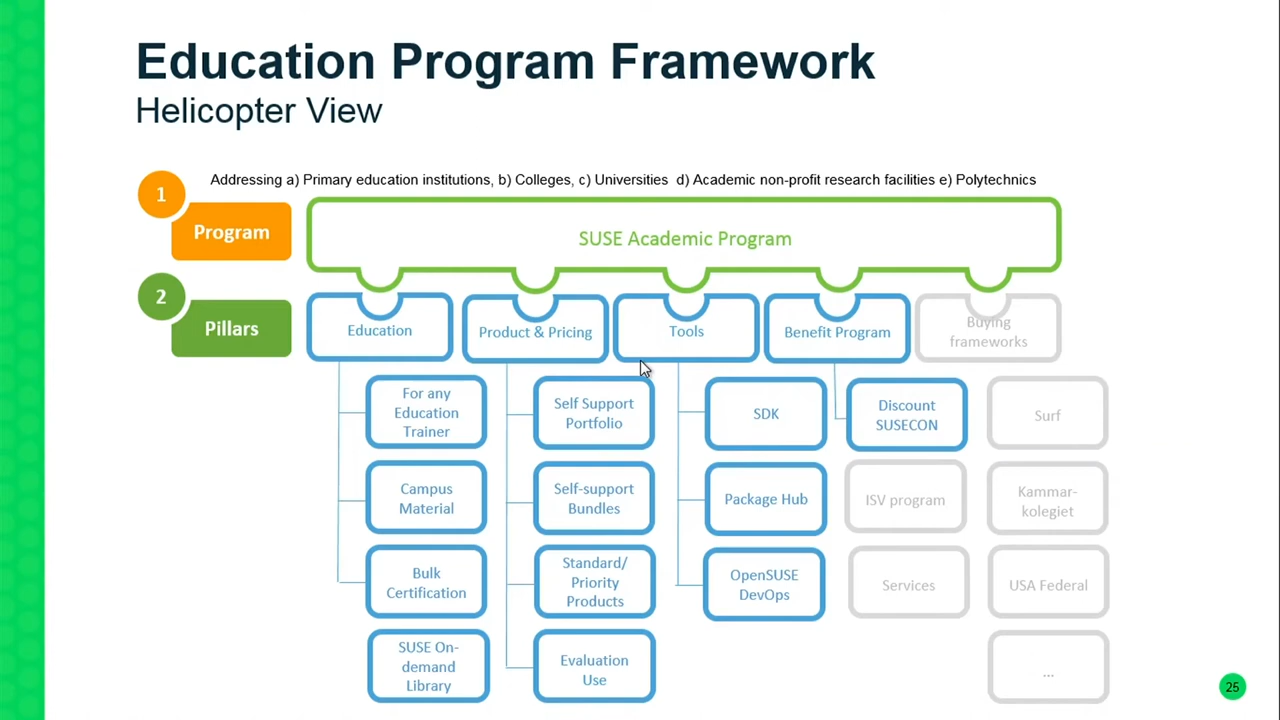 Education Program Framework
Helicopter View
Addressing a) Primary education institutions, b) Colleges, c) Universities  d) Academic non-profit research facilities e) Polytechnics
1
Program
SUSE Academic Program
2
Pillars
Education
Product & Pricing
Tools
Benefit Program
Buying
frameworks
For any
Education
Trainer
Self Support
Portfolio
SDK
Discount
SUSECON
Surf
Campus
Material
Self-support
Bundles
Package Hub
ISV program
Kammar-
kolegiet
Bulk
Certification
Standard/
Priority
Products
OpenSUSE
DevOps
Services
USA Federal
SUSE On-
demand
Library
Evaluation
Use
...
25